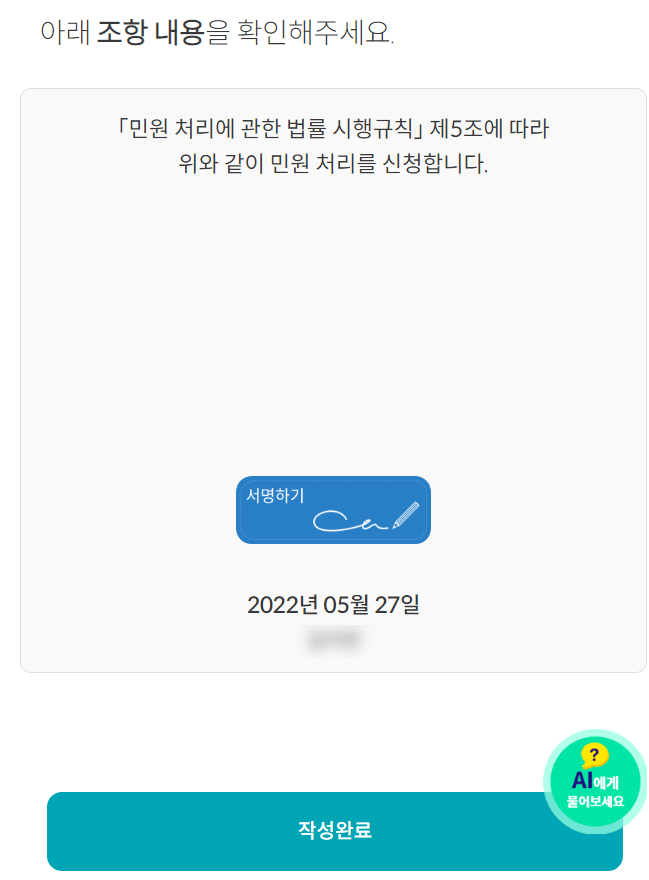 아래 조항 내용을 확인해주세요.
「민원 처리에 관한 법률 시행규칙」 제5조에 따라
위와 같이 민원 처리를 신청합니다.
서명하기
2022년 05월 27일
?
AI에게
물어보세요
작성완료